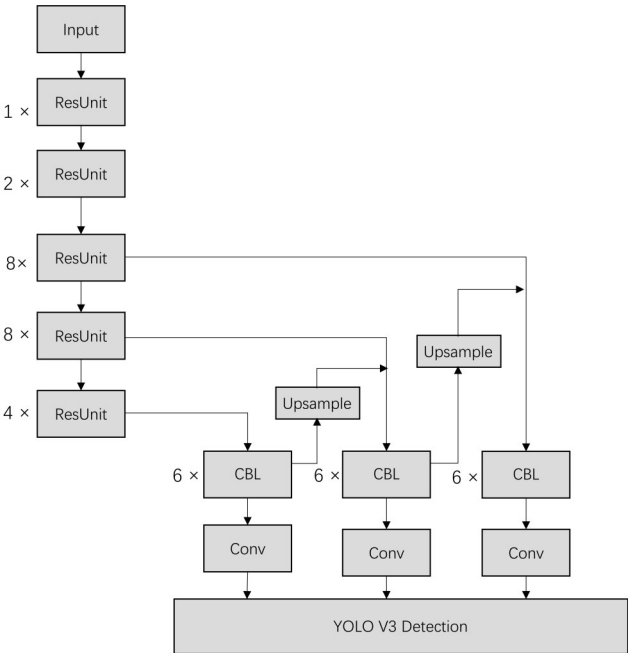 Input
1 × ResUnit
2 × ResUnit
8× ResUnit
8 × ResUnit
Upsample
4 × ResUnit
Upsample
6 × CBL
6 × CBL
6 × CBL
Conv
Conv
Conv
YOLO V3 Detection